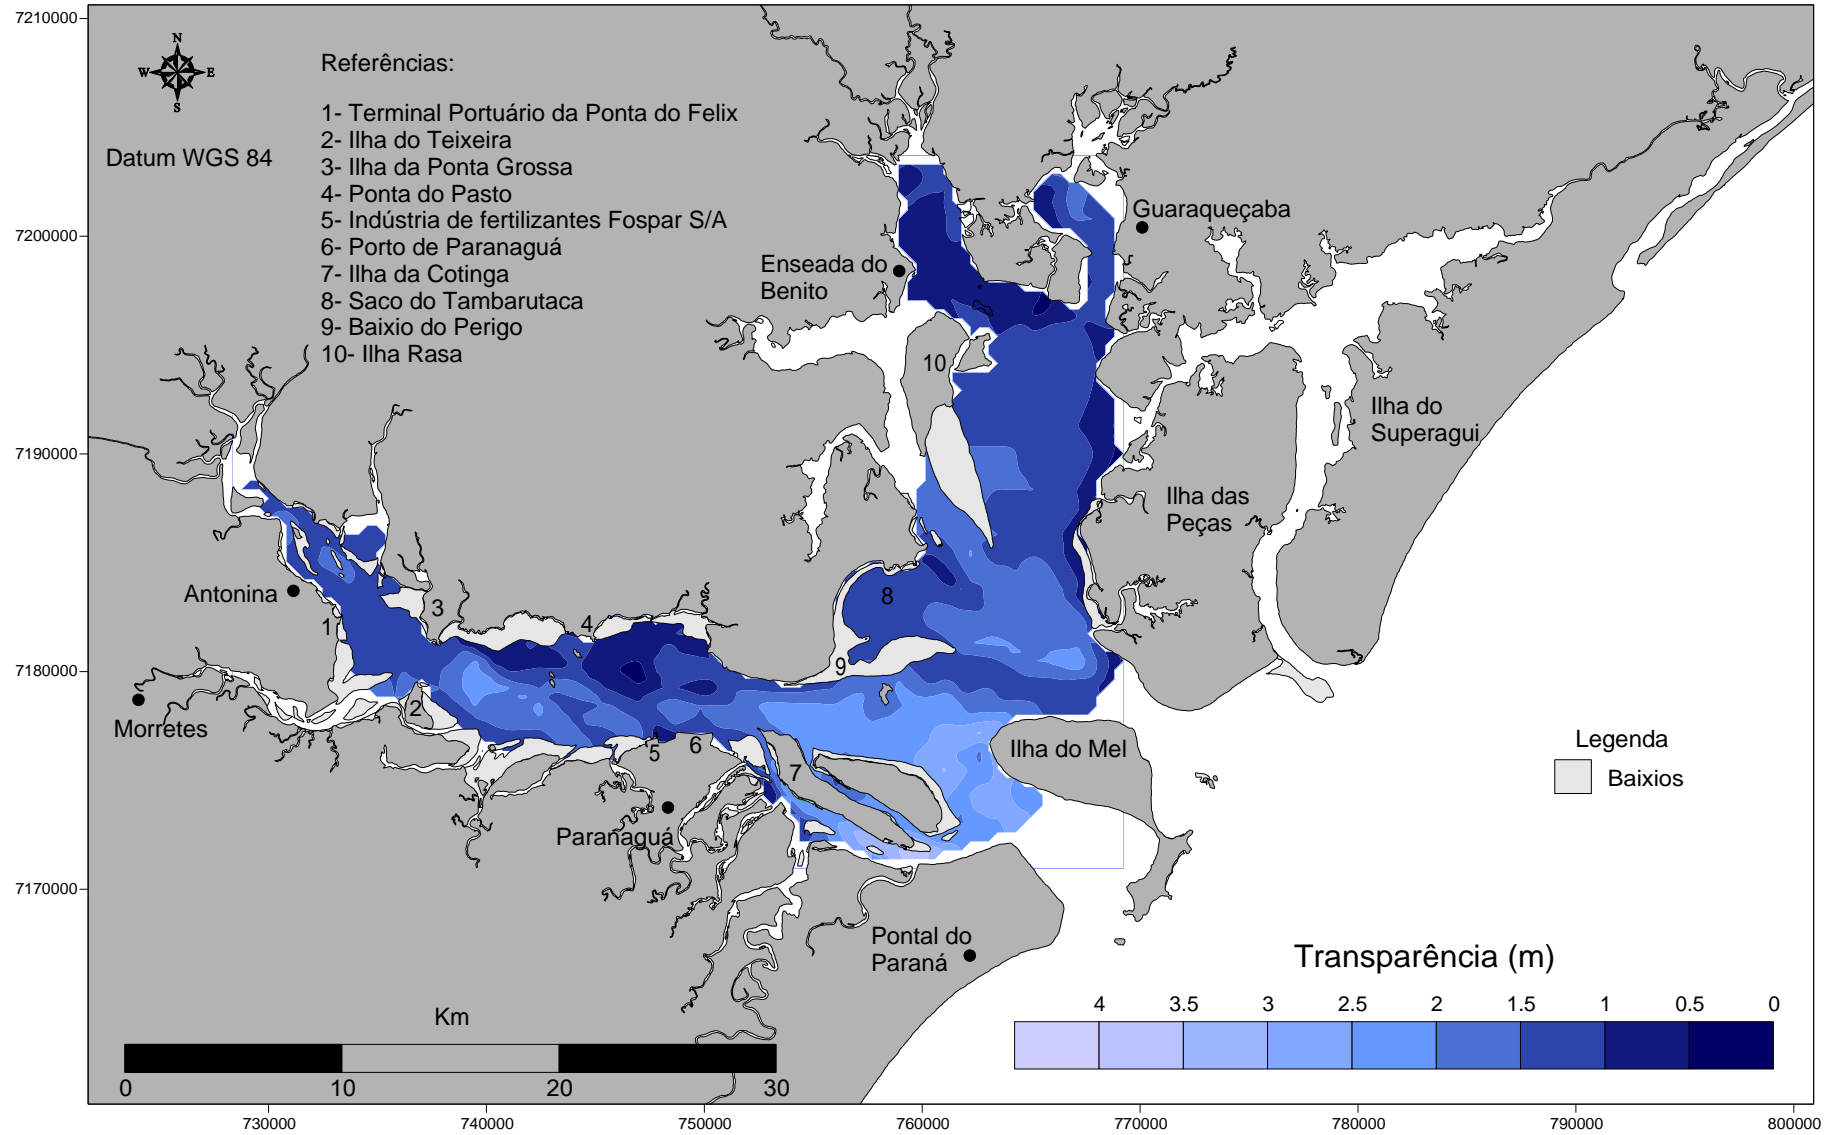 7210000
N
W
E
S
Datum WGS 84
Referências:
1- Terminal Portuário da Ponta do Felix
2- Ilha do Teixeira
3- Ilha da Ponta Grossa
4- Ponta do Pasto
5- Indústria de fertilizantes Fospar S/A
6- Porto de Paranaguá
7- Ilha da Cotinga
8- Saco do Tambarutaca
9- Baixio do Perigo
10- Ilha Rasa
7200000
Guaraqueçaba
Enseada do
Benito
10
Ilha do
Superagui
7190000
Ilha das
Peças
Antonina
8
3
1
4
7180000
9
2
Morretes
5
6
7
Ilha do Mel
Legenda
Baixios
Paranaguá
7170000
Pontal do
Paraná
Transparência (m)
4 3.5 3 2.5 2 1.5 1 0.5 0
Km
0 10 20 30
730000 740000 750000 760000 770000 780000 790000 800000